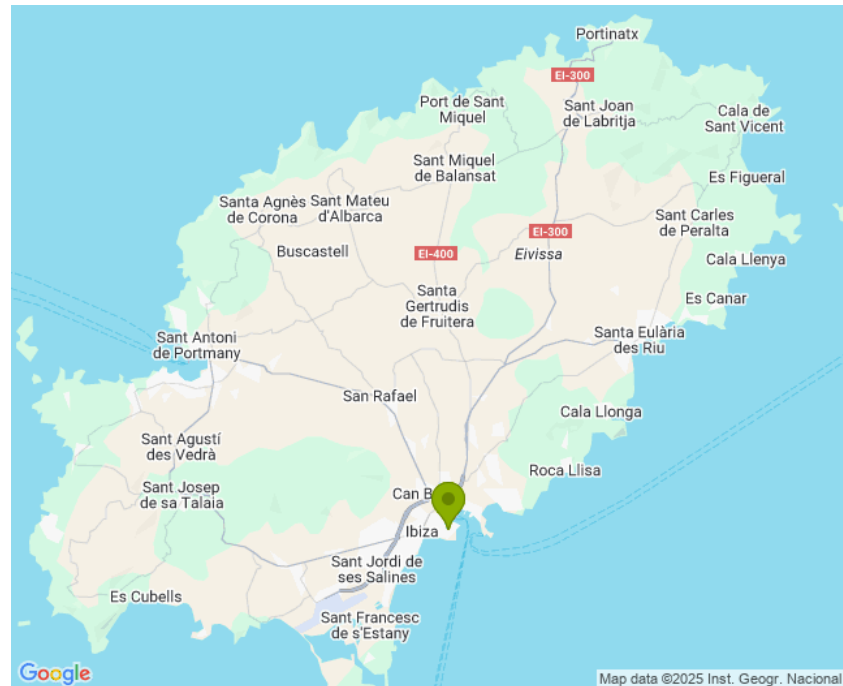 Portinatx
EI-300
Port de Sant
Miquel
Sant Joan
de Labritja
Cala de
Sant Vicent
Sant Miquel
de Balansat
Es Figueral
Santa Agnès
de Corona
Sant Mateu
d'Albarca
Sant Carles
de Peralta
EI-300
Buscastell
EI-400
Eivissa
Cala Llenya
Santa
Gertrudis
de Fruitera
Es Canar
Sant Antoni
de Portmany
Santa Eulària
des Riu
San Rafael
Cala Llonga
Sant Agustí
des Vedrà
Roca Llisa
Sant Josep
de sa Talaia
Can B
Ibiza
Sant Jordi de
ses Salines
Es Cubells
Sant Francesc
de s'Estany
Google
Map data ©2025 Inst. Geogr. Nacional